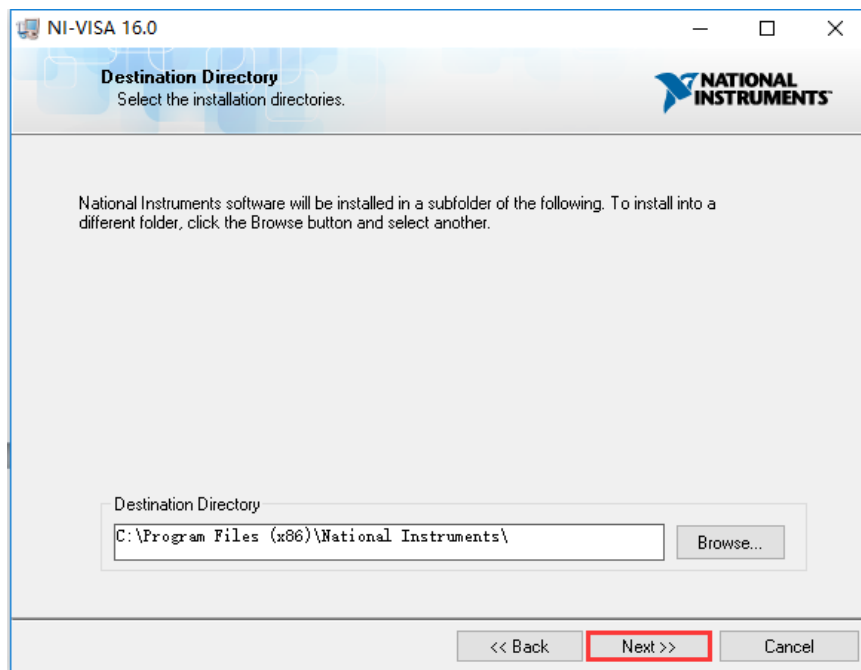 NI-VISA 16.0
Destination Directory
Select the installation directories.
NATIONAL
INSTRUMENTS™
National Instruments software will be installed in a subfolder of the following. To install into a
different folder, click the Browse button and select another.
Destination Directory
C:\Program Files (x86)\National Instruments\
Browse...
<< Back
Next >>
Cancel